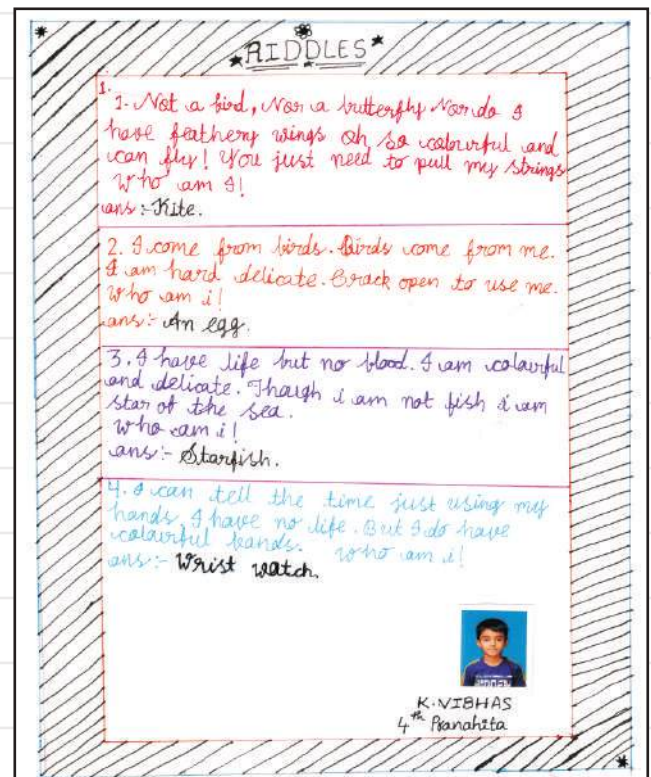 RIDDLES
1.
1. Not a bird, Nor a butterfly Nor do I
have feathery wings Oh so colourful and
can fly! You just need to pull my strings
Who am I!
ans:- Kite.
2. I come from birds. Birds come from me.
I am hard delicate. Crack open to use me.
Who am i!
ans:- An egg.
3. I have life but no blood. I am colaurful
and delicate. Thaugh i am not fish i am
star of the sea.
who am i!
ans:- Starfish.
4. I can tell the time just using my
hands, I have no life. But I do have
colaurful bands. who am i!
ans:- Wrist watch.
K. VIBHAS
4th Pranahita